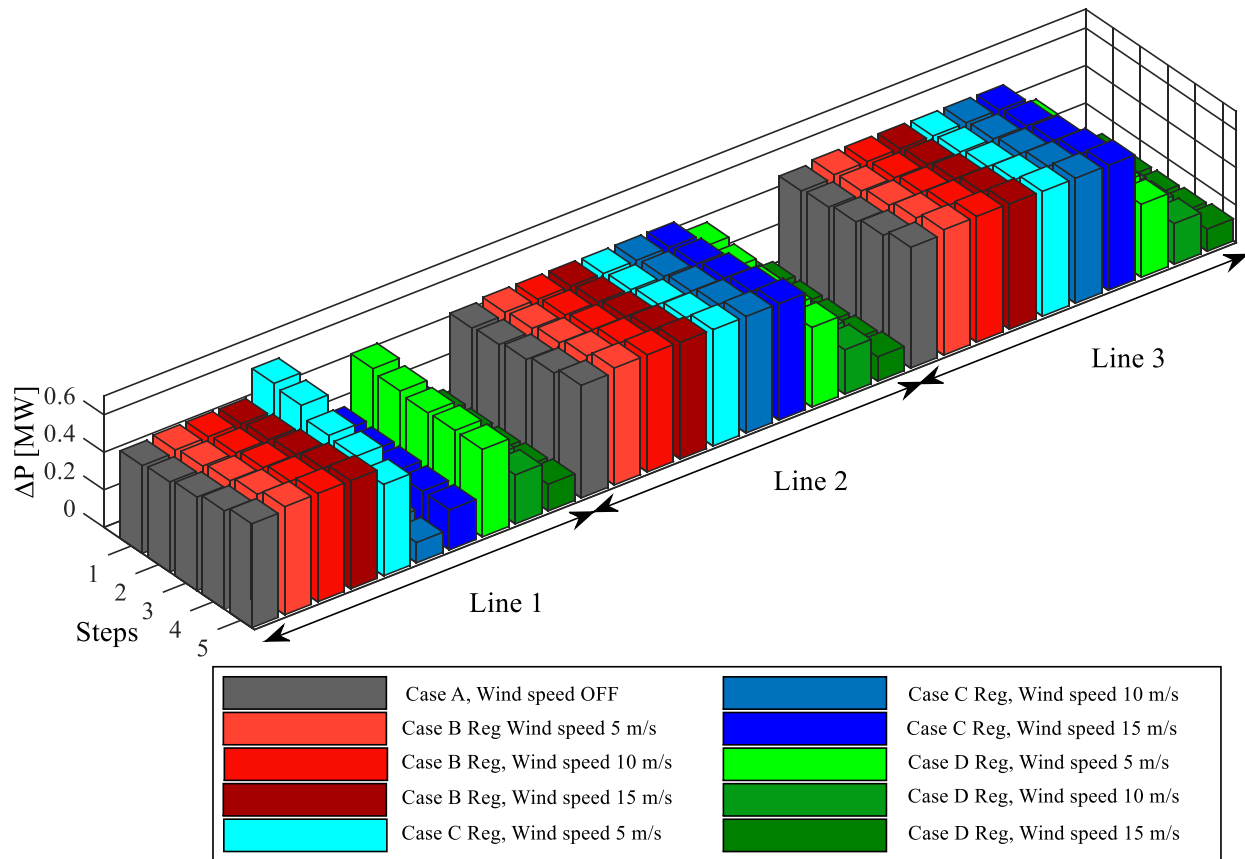 ΔP [MW]
0.6
0.4
0.2
0
1
2
3
4
5
Steps
Line 1
Line 2
Line 3
Case A, Wind speed OFF
Case B Reg Wind speed 5 m/s
Case B Reg, Wind speed 10 m/s
Case B Reg, Wind speed 15 m/s
Case C Reg, Wind speed 5 m/s
Case C Reg, Wind speed 10 m/s
Case C Reg, Wind speed 15 m/s
Case D Reg, Wind speed 5 m/s
Case D Reg, Wind speed 10 m/s
Case D Reg, Wind speed 15 m/s